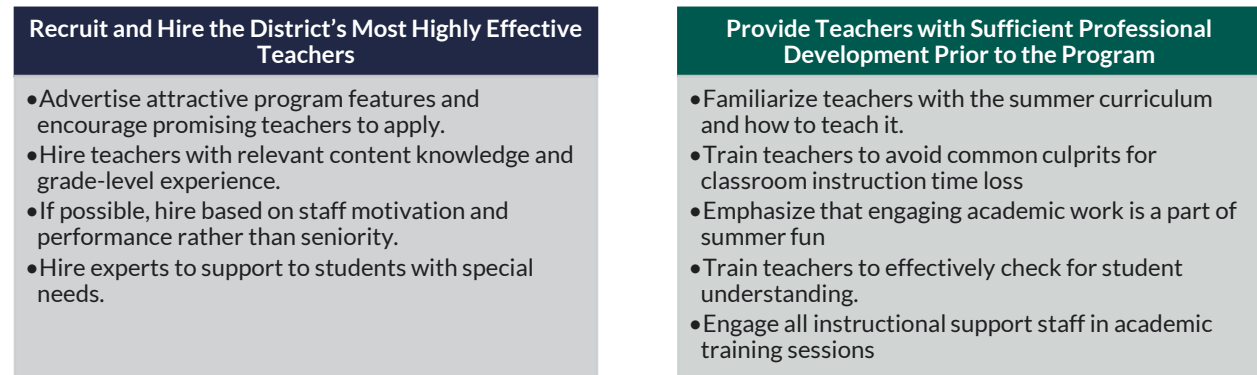 Recruit and Hire the District’s Most Highly Effective
Teachers
•Advertise attractive program features and
encourage promising teachers to apply.
•Hire teachers with relevant content knowledge and
grade-level experience.
•If possible, hire based on staff motivation and
performance rather than seniority.
•Hire experts to support to students with special
needs.
Provide Teachers with Sufficient Professional
Development Prior to the Program
•Familiarize teachers with the summer curriculum
and how to teach it.
•Train teachers to avoid common culprits for
classroom instruction time loss
•Emphasize that engaging academic work is a part of
summer fun
•Train teachers to effectively check for student
understanding.
•Engage all instructional support staff in academic
training sessions